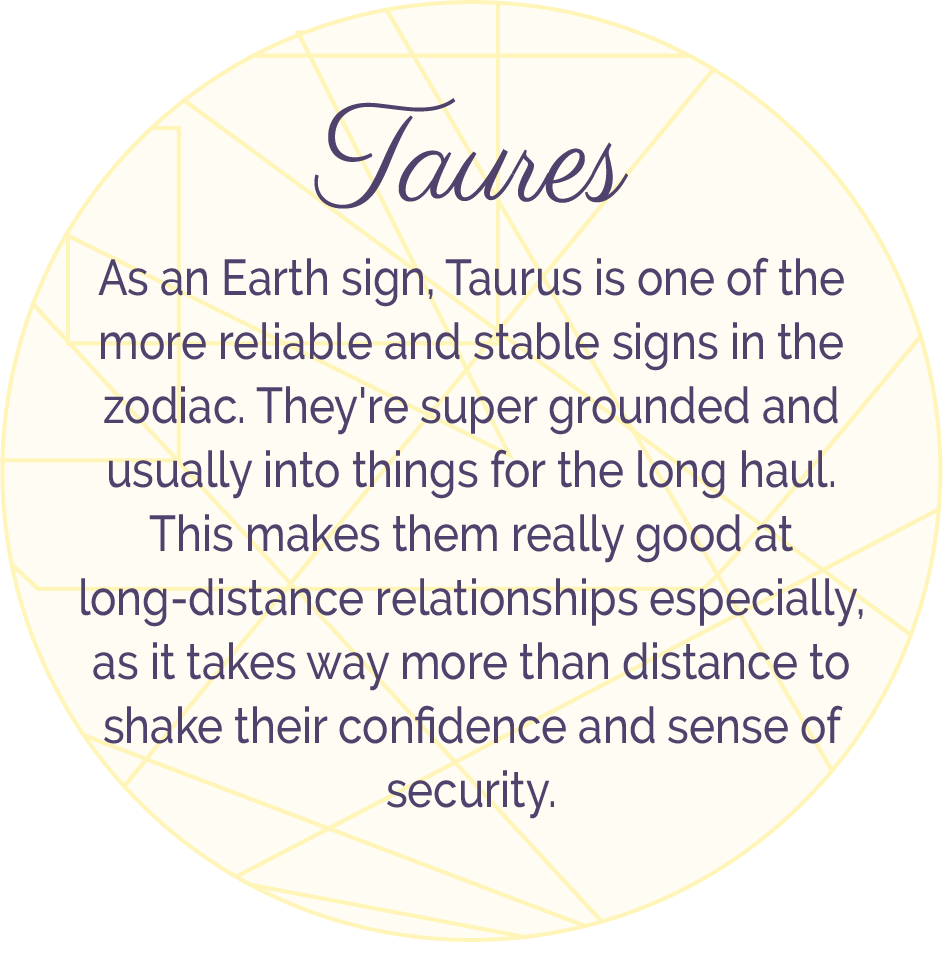 Taures
As an Earth sign, Taurus is one of the
more reliable and stable signs in the
zodiac. They're super grounded and
usually into things for the long haul.
This makes them really good at
long-distance relationships especially,
as it takes way more than distance to
shake their confidence and sense of
security.